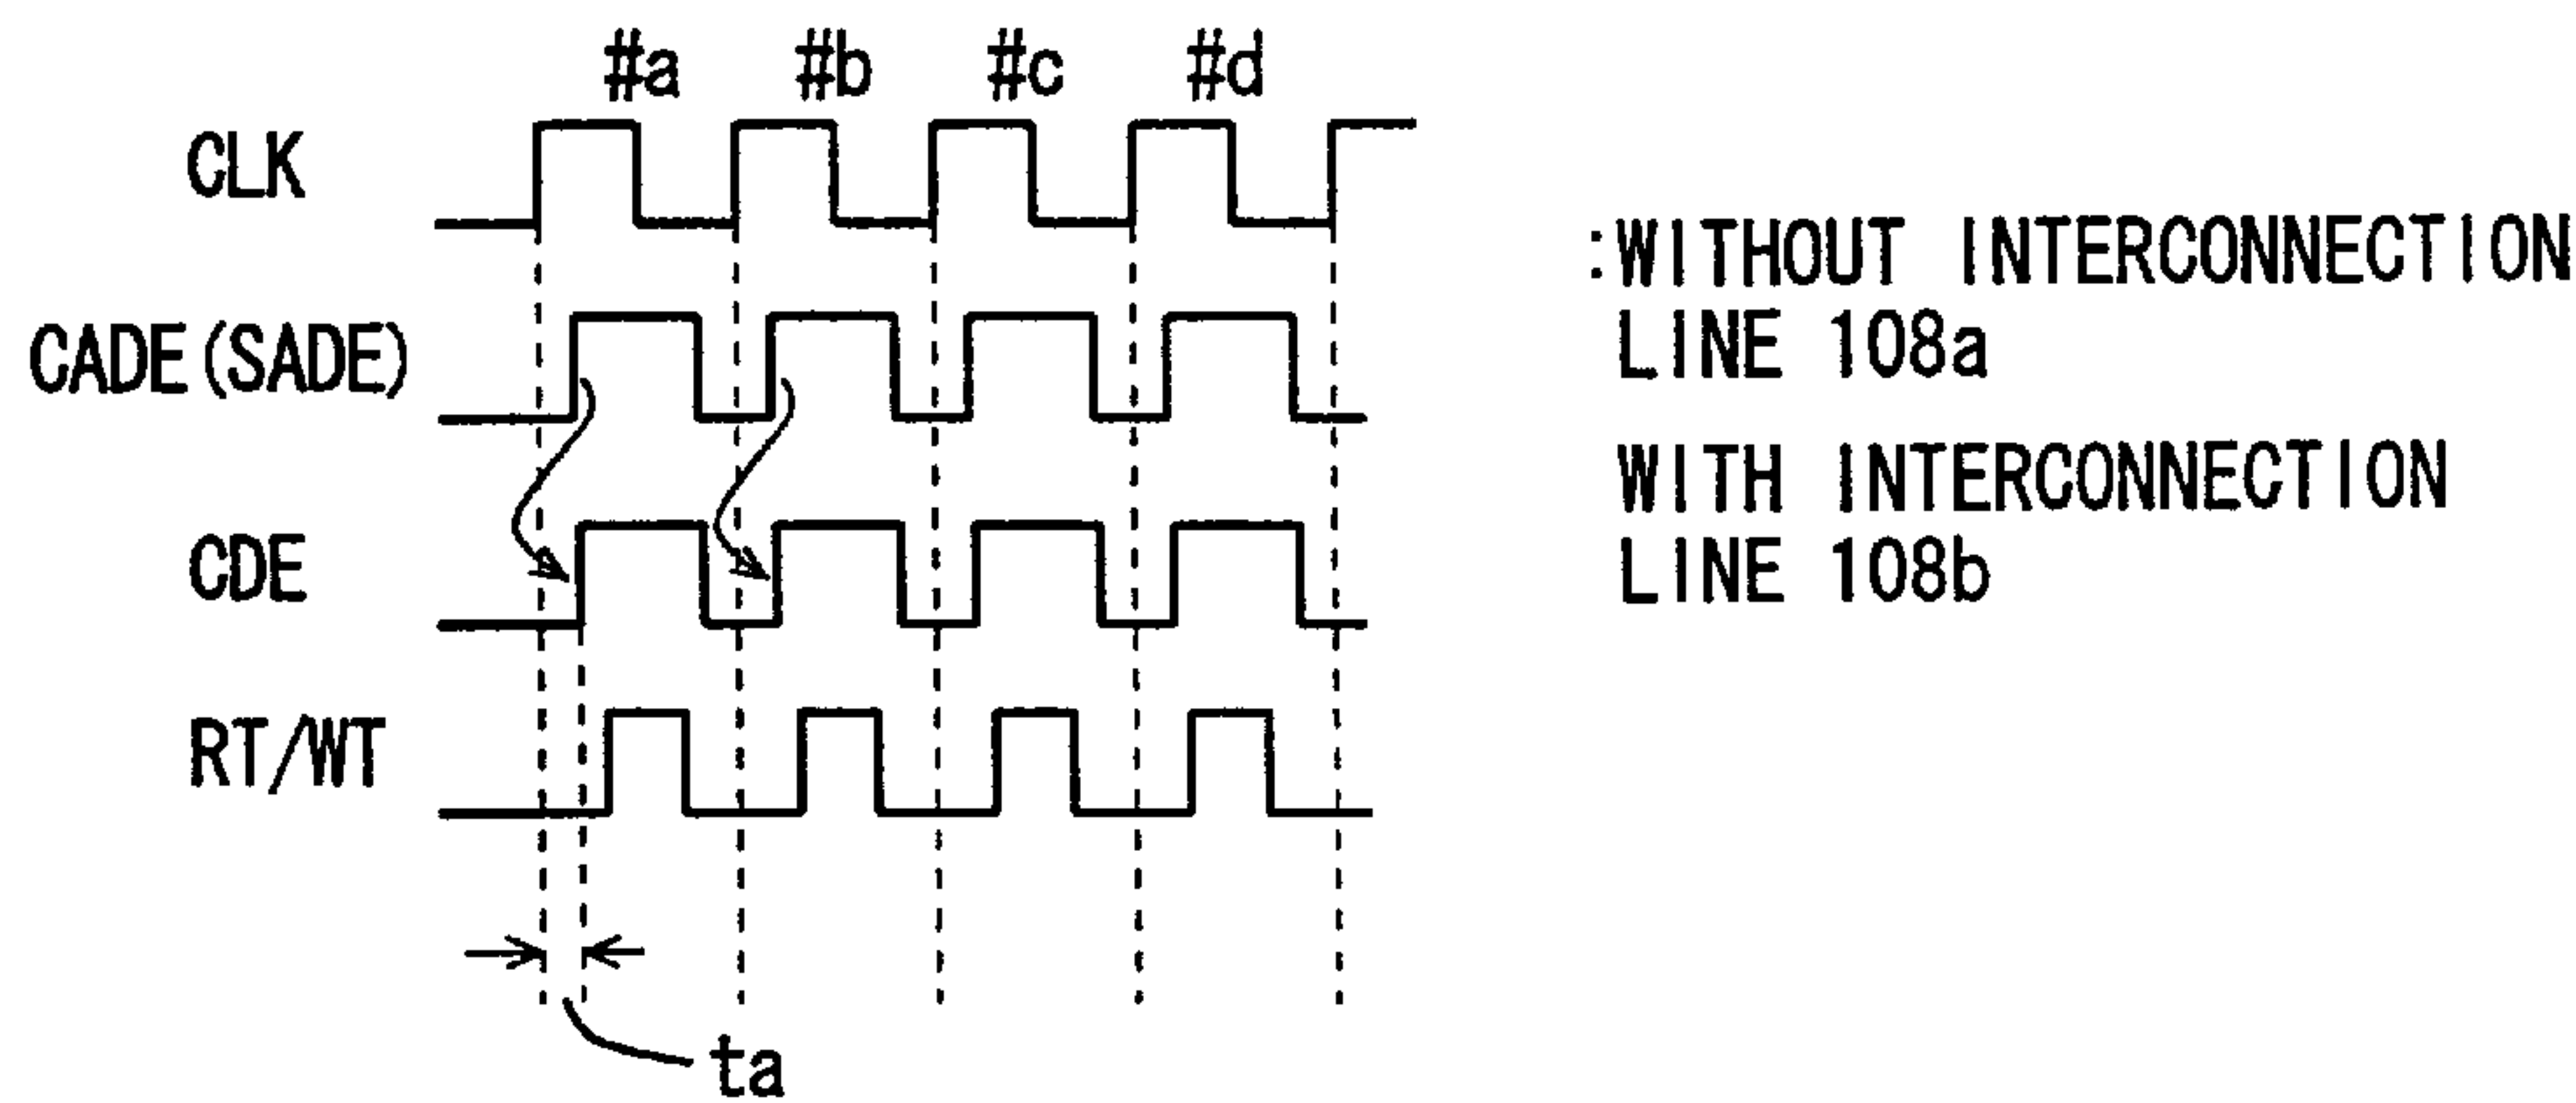 #a #b #c #d
CLK
CADE(SADE)
CDE
RT/WT
ta
:WITHOUT INTERCONNECTION
LINE 108a
WITH INTERCONNECTION
LINE 108b